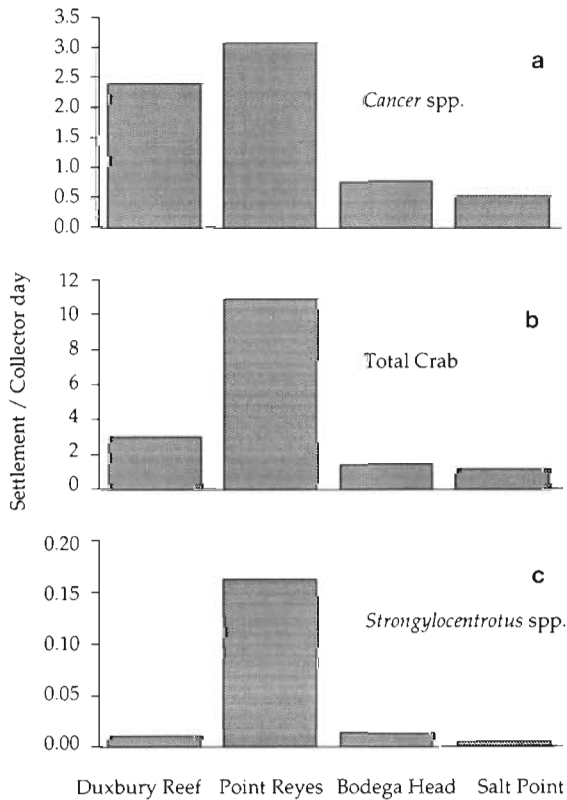 3.5
a
3.0
2.5
Cancer spp.
2.0
1.5
1.0
0.5
0.0
12
b
10
8
Total Crab
6
4
2
0
Settlement / Collector day
0.20
c
0.15
Strongylocentrotus spp.
0.10
0.05
0.00
Duxbury Reef Point Reyes Bodega Head Salt Point